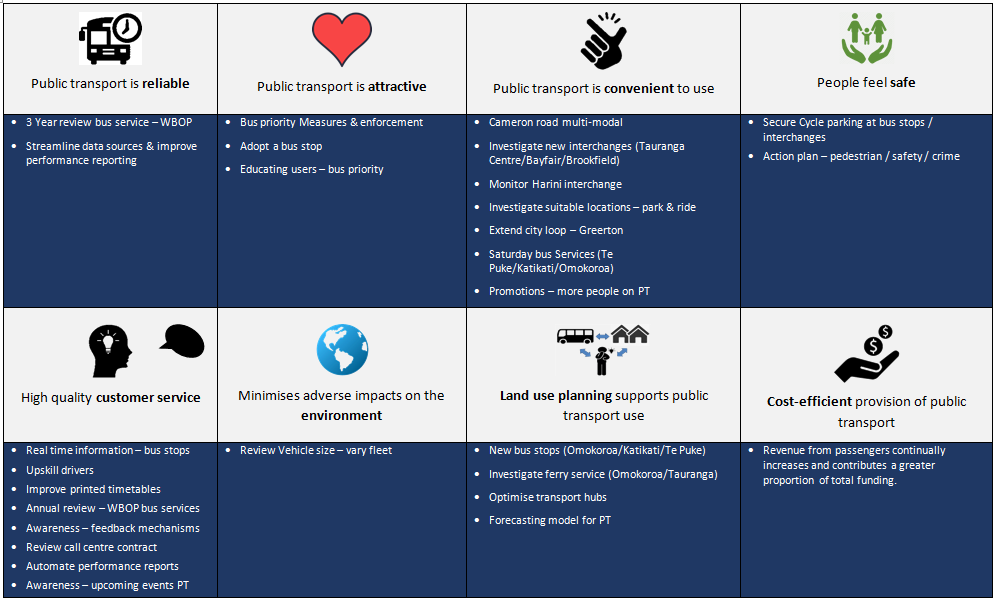 Public transport is reliable
Public transport is attractive
Public transport is convenient to use
People feel safe
• 3 Year review bus service – WBOP
• Streamline data sources & improve
performance reporting
• Bus priority Measures & enforcement
• Adopt a bus stop
• Educating users – bus priority
• Cameron road multi-modal
• Investigate new interchanges (Tauranga
Centre/Bayfair/Brookfield)
• Monitor Harini interchange
• Investigate suitable locations – park & ride
• Extend city loop – Greerton
• Saturday bus Services (Te
Puke/Katikati/Omokoroa)
• Promotions – more people on PT
• Secure Cycle parking at bus stops /
interchanges
• Action plan – pedestrian / safety / crime
High quality customer service
Minimises adverse impacts on the
environment
Land use planning supports public
transport use
$
$
Cost-efficient provision of public
transport
• Real time information – bus stops
• Upskill drivers
• Improve printed timetables
• Annual review – WBOP bus services
• Awareness – feedback mechanisms
• Review call centre contract
• Automate performance reports
• Awareness – upcoming events PT
• Review Vehicle size – vary fleet
• New bus stops (Omokoroa/Katikati/Te Puke)
• Investigate ferry service (Omokoroa/Tauranga)
• Optimise transport hubs
• Forecasting model for PT
• Revenue from passengers continually
increases and contributes a greater
proportion of total funding.